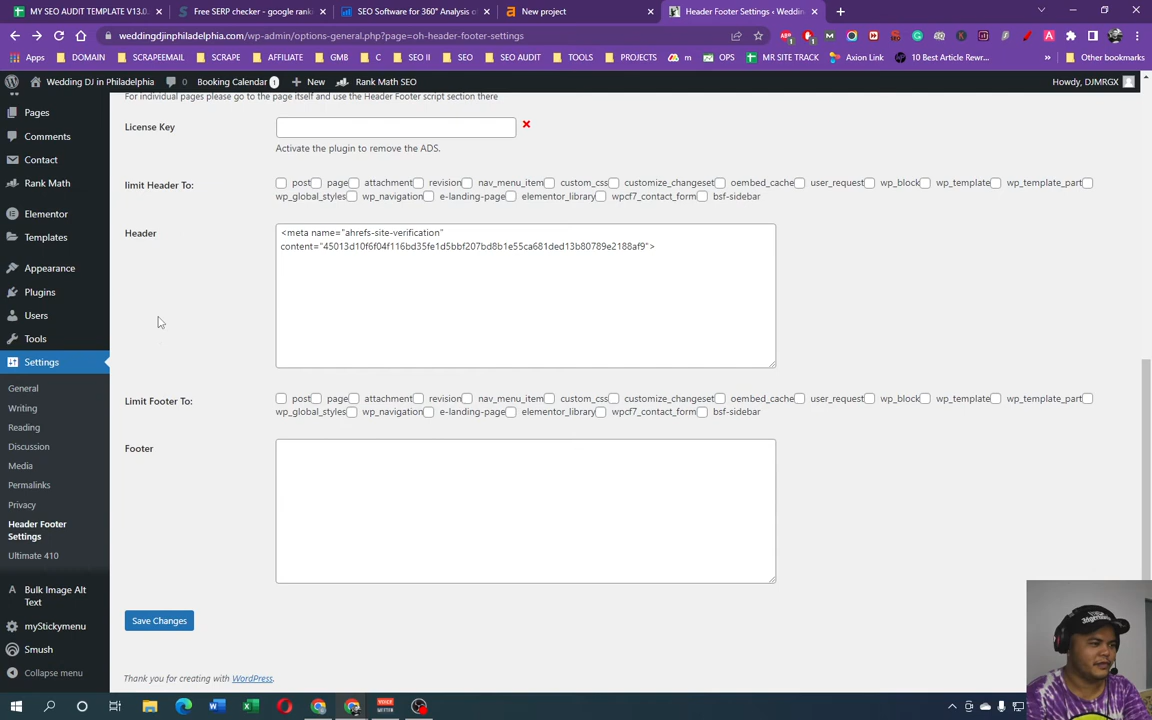 MY SEO AUDIT TEMPLATE V13.0
Free SERP checker - google ranki
SEO Software for 360° Analysis o
New project
Header Footer Settings ‹ Weddin
weddingdjinphiladelphia.com/wp-admin/options-general.php?page=oh-header-footer-settings
Apps DOMAIN SCRAPEEMAIL SCRAPE AFFILIATE GMB C SEO II SEO SEO AUDIT TOOLS PROJECTS m OPS MR SITE TRACK Axion Link 10 Best Article Rewr... » Other bookmarks
Wedding DJ in Philadelphia 0 Booking Calendar 1 New Rank Math SEO Howdy, DJMRGX
For individual pages please go to the page itself and use the Header Footer script section there
Pages
Comments
Contact
Rank Math
Elementor
Templates
Appearance
Plugins
Users
Tools
Settings
General
Writing
Reading
Discussion
Media
Permalinks
Privacy
Header Footer
Settings
Ultimate 410
Bulk Image Alt
Text
myStickymenu
Smush
Collapse menu
License Key
Activate the plugin to remove the ADS.
limit Header To:
post page attachment revision nav_menu_item custom_css customize_changeset oembed_cache user_request wp_block wp_template wp_template_part
wp_global_styles wp_navigation e-landing-page elementor_library wpcf7_contact_form bsf-sidebar
Header
<meta name="ahrefs-site-verification"
content="45013d10f6f04f116bd35fe1d5bbf207bd8b1e55ca681ded13b80789e2188af9">
Limit Footer To:
post page attachment revision nav_menu_item custom_css customize_changeset oembed_cache user_request wp_block wp_template wp_template_part
wp_global_styles wp_navigation e-landing-page elementor_library wpcf7_contact_form bsf-sidebar
Footer
Save Changes
Thank you for creating with WordPress.